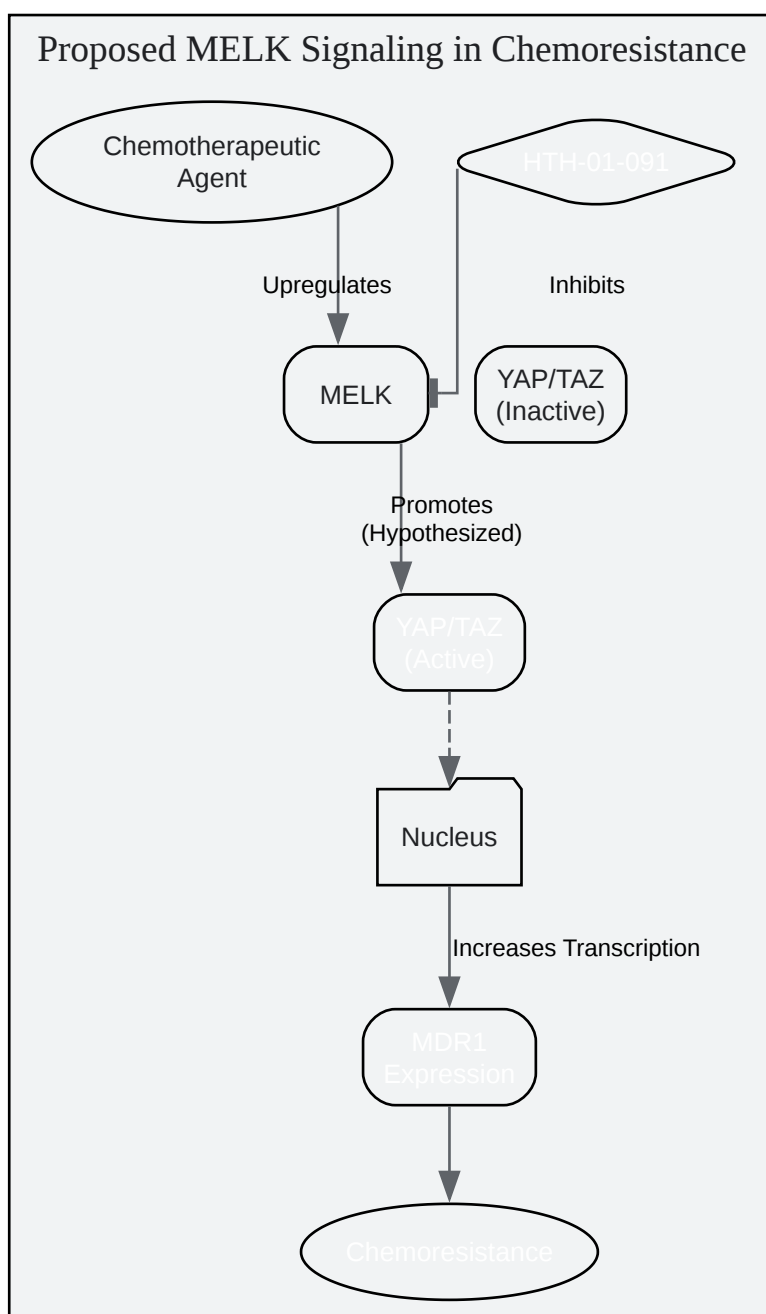 Proposed MELK Signaling in Chemoresistance
Chemotherapeutic
Agent
HTH-01-091
Upregulates
Inhibits
MELK
YAP/TAZ
(Inactive)
Promotes
(Hypothesized)
YAP/TAZ
(Active)
Nucleus
Increases Transcription
MDR1
Expression
Chemoresistance